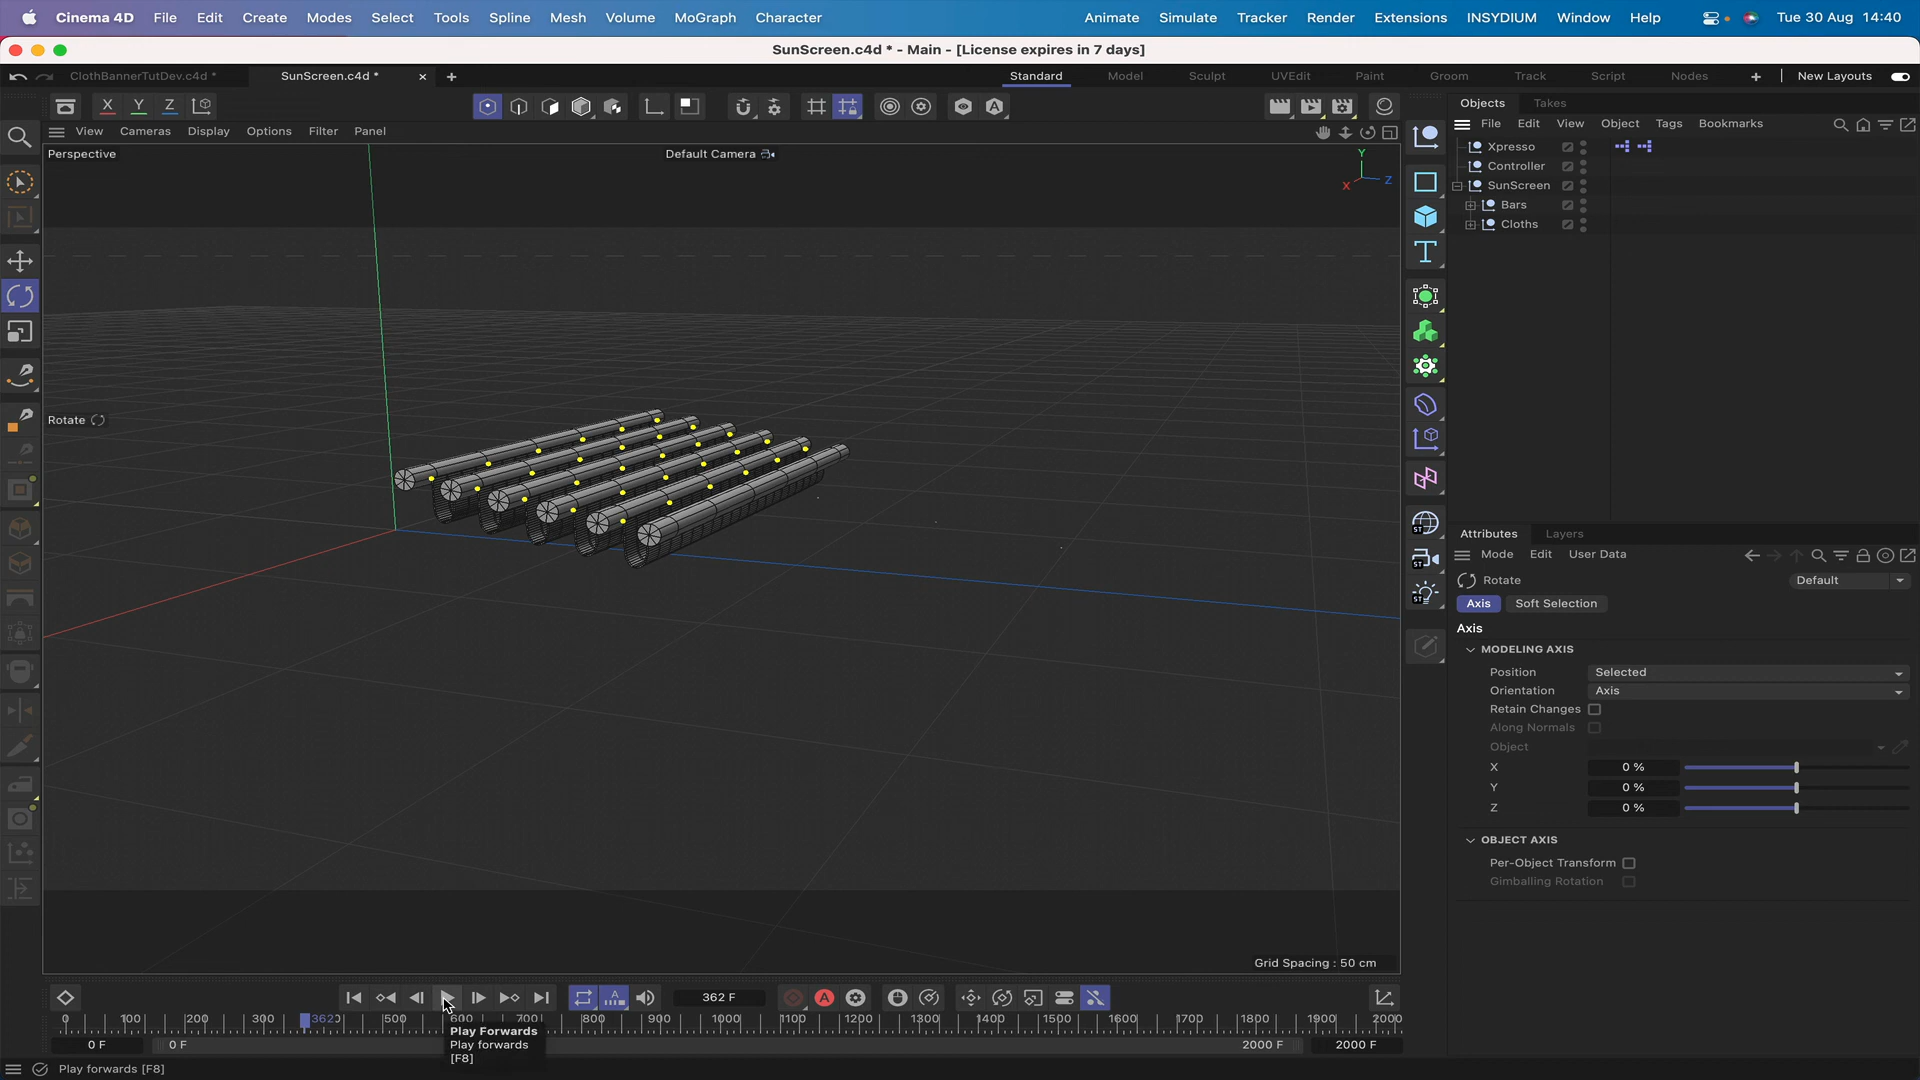 Cinema 4D File Edit Create Modes Select Tools Spline Mesh Volume MoGraph Character Animate Simulate Tracker Render Extensions INSYDIUM Window Help Tue 30 Aug 14:40
SunScreen.c4d * - Main - [License expires in 7 days]
ClothBannerTutDev.c4d * SunScreen.c4d * Standard Model Sculpt UVEdit Paint Groom Track Script Nodes New Layouts
X Y Z
Objects Takes
View Cameras Display Options Filter Panel
File Edit View Object Tags Bookmarks
Perspective Default Camera
Y
X Z
Xpresso
Controller
SunScreen
Bars
Cloths
Rotate
Attributes Layers
Mode Edit User Data
Rotate Default
Axis Soft Selection
Axis
MODELING AXIS
Position Selected
Orientation Axis
Retain Changes
Along Normals
Object
X 0 %
Y 0 %
Z 0 %
OBJECT AXIS
Per-Object Transform
Gimballing Rotation
Grid Spacing : 50 cm
362 F
0 100 200 300 362 500 600 700 800 900 1000 1100 1200 1300 1400 1500 1600 1700 1800 1900 2000
0 F 0 F 2000 F 2000 F
Play Forwards
Play forwards
[F8]
Play forwards [F8]